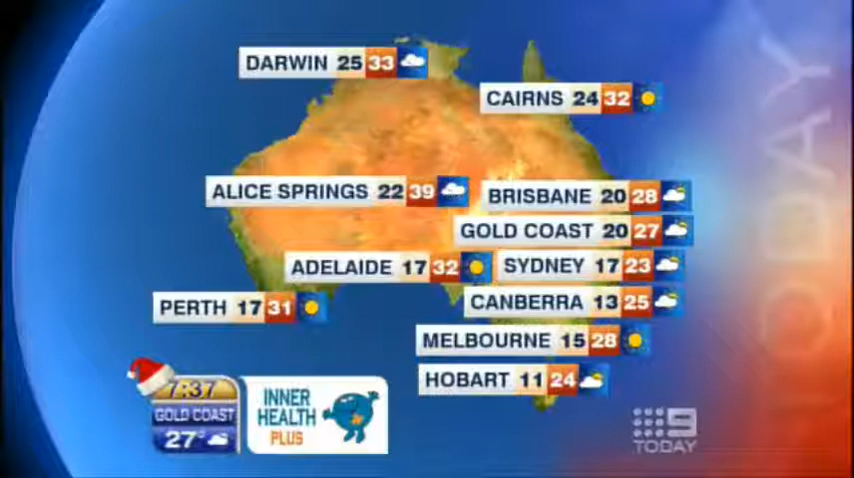 DARWIN 25 33
CAIRNS 24 32
ALICE SPRINGS 22 39
BRISBANE 20 28
GOLD COAST 20 27
ADELAIDE 17 32
SYDNEY 17 23
PERTH 17 31
CANBERRA 13 25
MELBOURNE 15 28
HOBART 11 24
7:37
GOLD COAST
27°
INNER
HEALTH
PLUS
9
TODAY
TODAY